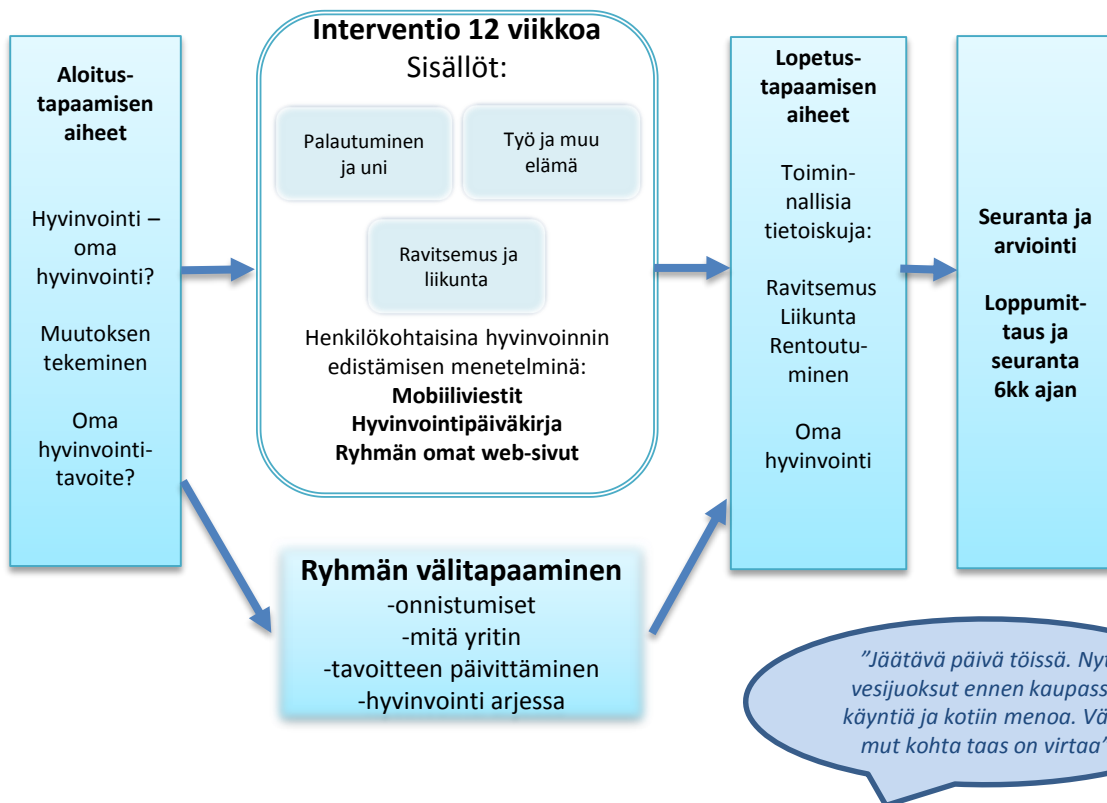 Aloitus-
tapaamisen
aiheet
Hyvinvointi –
oma
hyvinvointi?
Muutoksen
tekeminen
Oma
hyvinvointi-
tavoite?
Interventio 12 viikkoa
Sisällöt:
Palautuminen
ja uni
Työ ja muu
elämä
Ravitsemus ja
liikunta
Henkilökohtaisina hyvinvoinnin
edistämisen menetelminä:
Mobiiliviestit
Hyvinvointipäiväkirja
Ryhmän omat web-sivut
Ryhmän välitapaaminen
-onnistumiset
-mitä yritin
-tavoitteen päivittäminen
-hyvinvointi arjessa
Lopetus-
tapaamisen
aiheet
Toimin-
nallisia
tietoiskuja:
Ravitsemus
Liikunta
Rentoutu-
minen
Oma
hyvinvointi
Seuranta ja
arviointi
Loppumit-
taus ja
seuranta
6kk ajan
”Jäätävä päivä töissä.
vesijuoksut ennen
käyntiä ja kotiin menoa.
mut kohta taas on virtaa”